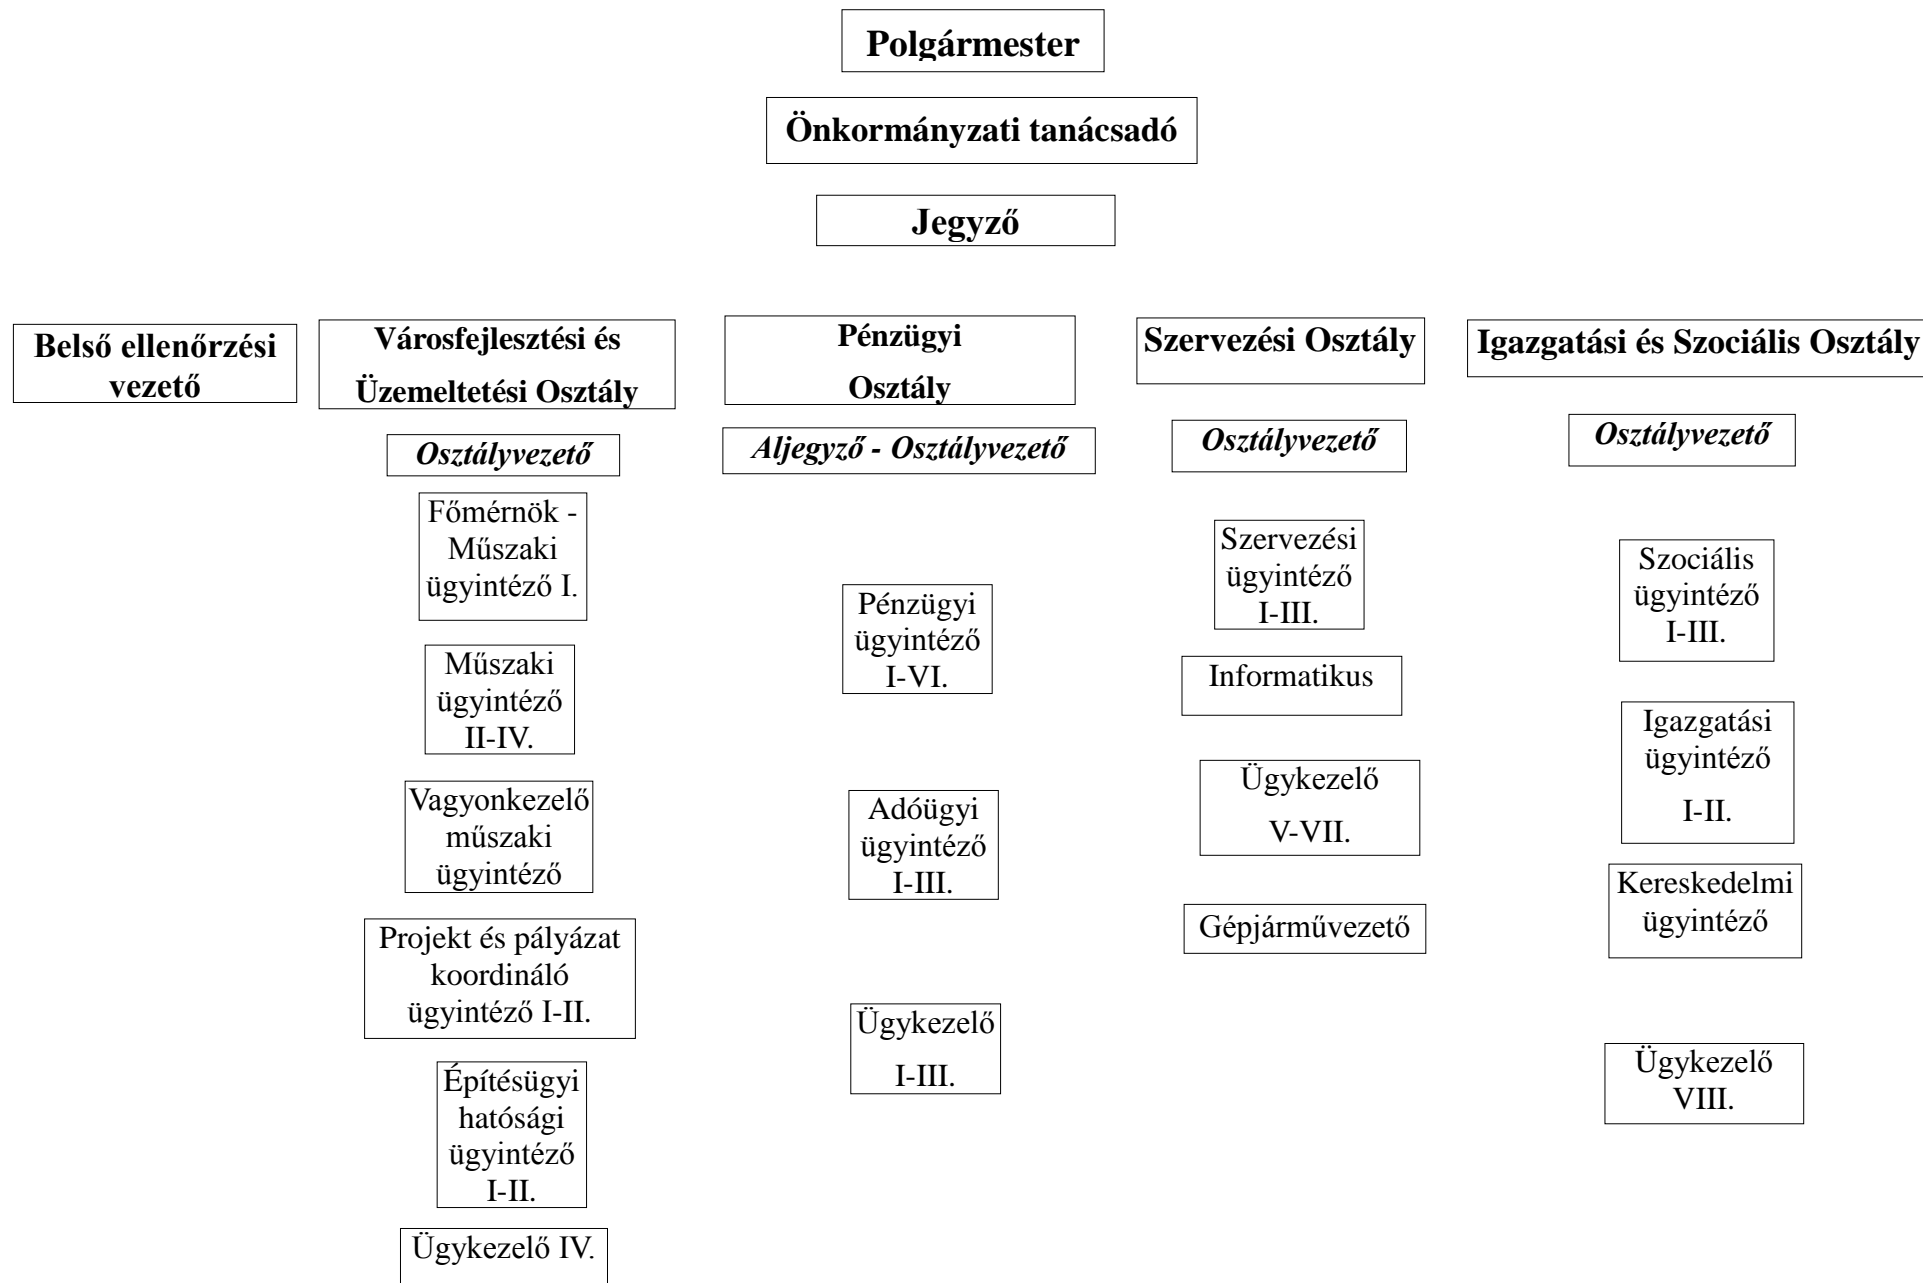 Polgármester
Önkormányzati tanácsadó
Jegyző
Belső ellenőrzési
vezető
Városfejlesztési és
Üzemeltetési Osztály
Osztályvezető
Főmérnök -
Műszaki
ügyintéző I.
Műszaki
ügyintéző
II-IV.
Vagyonkezelő
műszaki
ügyintéző
Projekt és pályázat
koordináló
ügyintéző I-II.
Építésügyi
hatósági
ügyintéző
I-II.
Ügykezelő IV.
Pénzügyi
Osztály
Aljegyző - Osztályvezető
Pénzügyi
ügyintéző
I-VI.
Adóügyi
ügyintéző
I-III.
Ügykezelő
I-III.
Szervezési Osztály
Osztályvezető
Szervezési
ügyintéző
I-III.
Informatikus
Ügykezelő
V-VII.
Gépjárművezető
Igazgatási és Szociális Osztály
Osztályvezető
Szociális
ügyintéző
I-III.
Igazgatási
ügyintéző
I-II.
Kereskedelmi
ügyintéző
Ügykezelő
VIII.